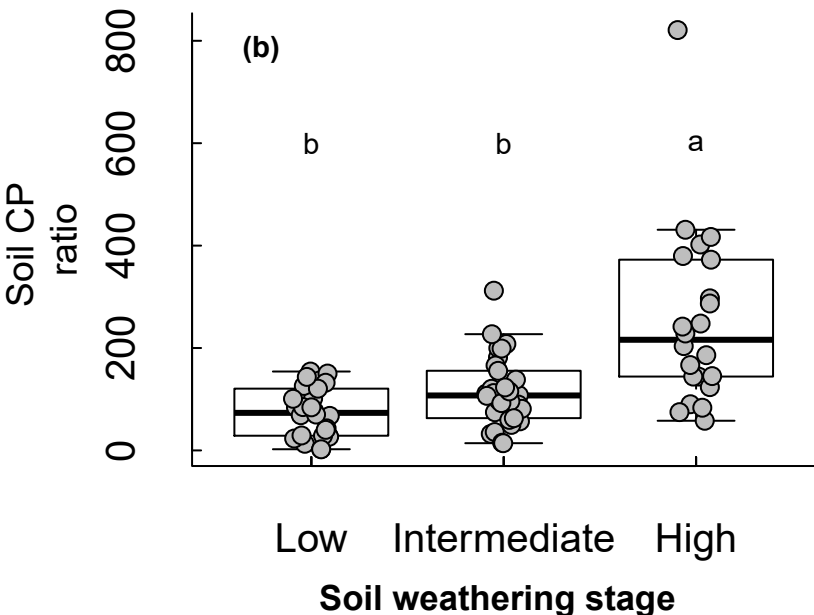 (b)
800
600
400
200
0
Soil CP
ratio
b
b
a
Low
Intermediate
High
Soil weathering stage